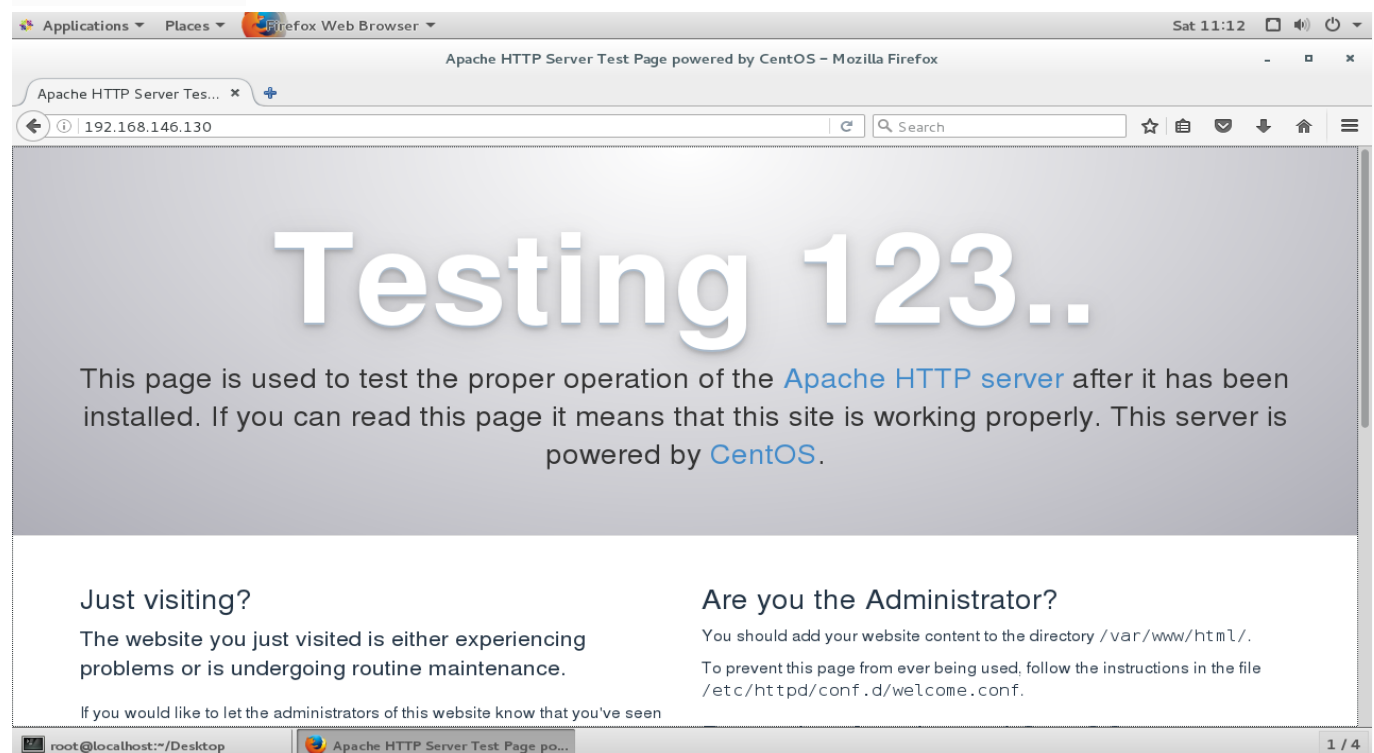 Applications Places Firefox Web Browser Sat 11:12
Apache HTTP Server Test Page powered by CentOS – Mozilla Firefox
Apache HTTP Server Tes...
192.168.146.130 Search
Testing 123..
This page is used to test the proper operation of the Apache HTTP server after it has been
installed. If you can read this page it means that this site is working properly. This server is
powered by CentOS.
Just visiting?
The website you just visited is either experiencing
problems or is undergoing routine maintenance.
If you would like to let the administrators of this website know that you've seen
Are you the Administrator?
You should add your website content to the directory /var/www/html/.
To prevent this page from ever being used, follow the instructions in the file
/etc/httpd/conf.d/welcome.conf.
root@localhost:~/Desktop Apache HTTP Server Test Page po... 1 / 4